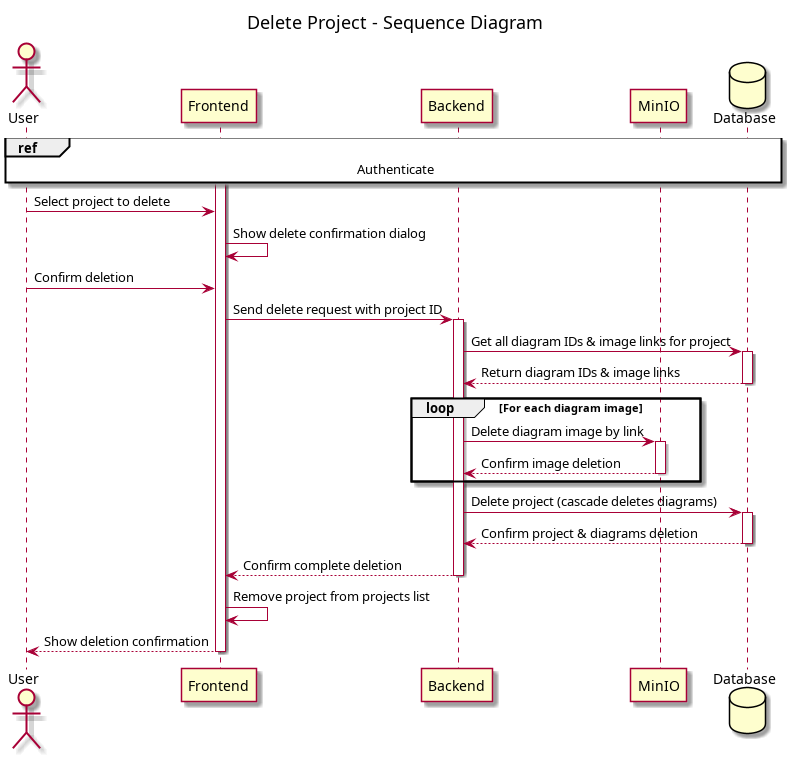 Delete Project - Sequence Diagram
User
Frontend
Backend
MinIO
Database
ref
Authenticate
Select project to delete
Show delete confirmation dialog
Confirm deletion
Send delete request with project ID
Get all diagram IDs & image links for project
Return diagram IDs & image links
loop [For each diagram image]
Delete diagram image by link
Confirm image deletion
Delete project (cascade deletes diagrams)
Confirm project & diagrams deletion
Confirm complete deletion
Remove project from projects list
Show deletion confirmation
User
Frontend
Backend
MinIO
Database